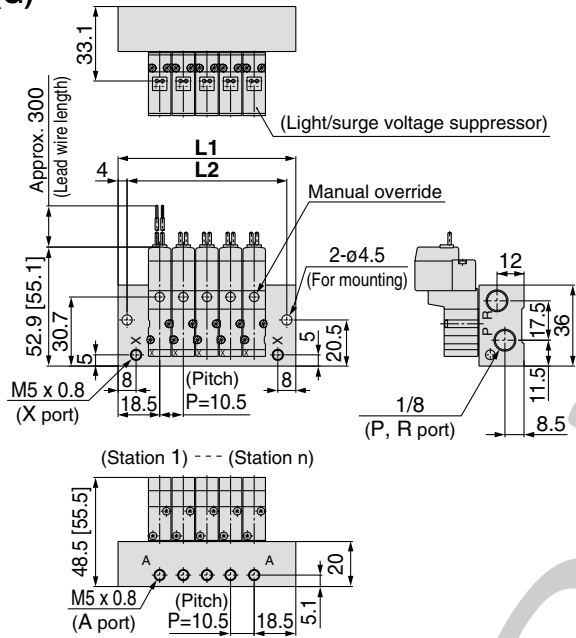 33.1
(Light/surge voltage suppressor)
Approx. 300
(Lead wire length)
L1
4
L2
Manual override
2-ø4.5
(For mounting)
12
52.9 [55.1]
30.7
5
X
X
X
X
X
X
X
5
20.5
R
P
17.5
36
11.5
M5 x 0.8
(X port)
8
18.5
(Pitch)
P=10.5
8
1/8
(P, R port)
8.5
(Station 1) --- (Station n)
48.5 [55.5]
A
A
20
M5 x 0.8
(A port)
(Pitch)
P=10.5
18.5
5.1